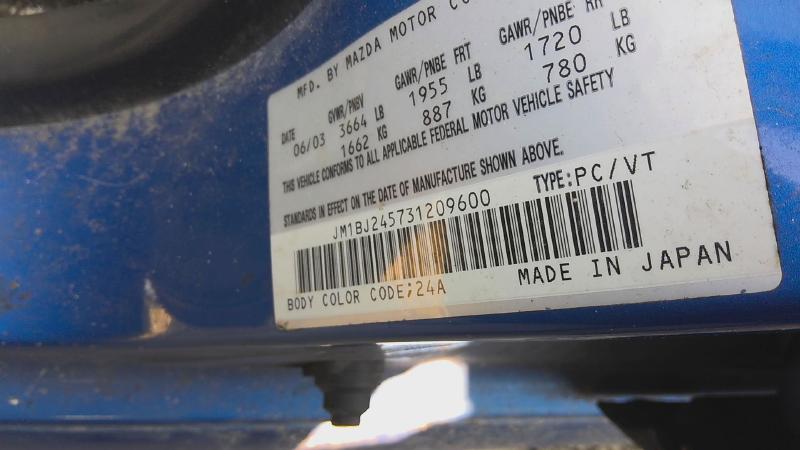 MFD. BY MAZDA MOTOR CO
DATE GVWR/PNBV GAWR/PNBE FRT GAWR/PNBE RR
06/03 3664 LB 1955 LB 1720 LB
1662 KG 887 KG 780 KG
THIS VEHICLE CONFORMS TO ALL APPLICABLE FEDERAL MOTOR VEHICLE SAFETY
STANDARDS IN EFFECT ON THE DATE OF MANUFACTURE SHOWN ABOVE.
JM1BJ245731209600 TYPE:PC/VT
BODY COLOR CODE:24A MADE IN JAPAN